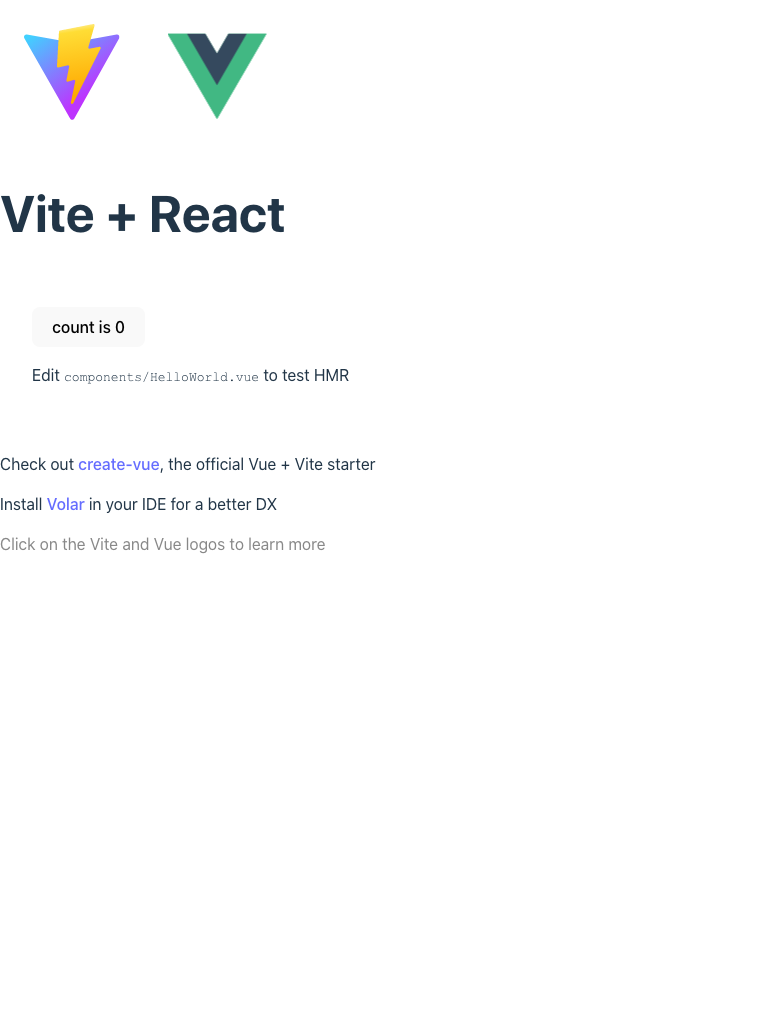 Vite + React
count is 0
Edit components/HelloWorld.vue to test HMR
Check out create-vue, the official Vue + Vite starter
Install Volar in your IDE for a better DX
Click on the Vite and Vue logos to learn more